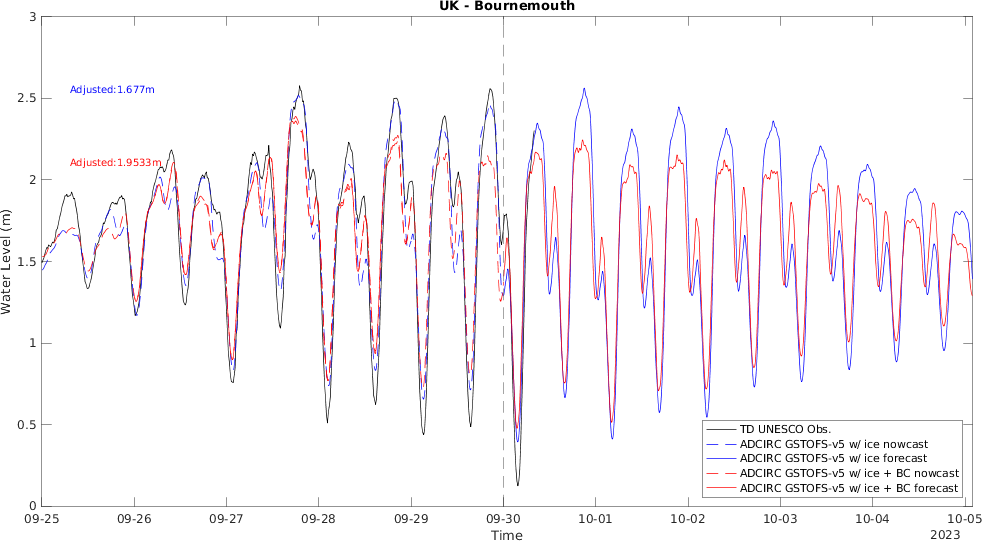 UK - Bournemouth
Adjusted:1.677m
Adjusted:1.9533m
Water Level (m)
3
2.5
2
1.5
1
0.5
0
09-25 09-26 09-27 09-28 09-29 09-30 10-01 10-02 10-03 10-04 10-05
Time
2023
TD UNESCO Obs.
ADCIRC GSTOFS-v5 w/ ice nowcast
ADCIRC GSTOFS-v5 w/ ice forecast
ADCIRC GSTOFS-v5 w/ ice + BC nowcast
ADCIRC GSTOFS-v5 w/ ice + BC forecast